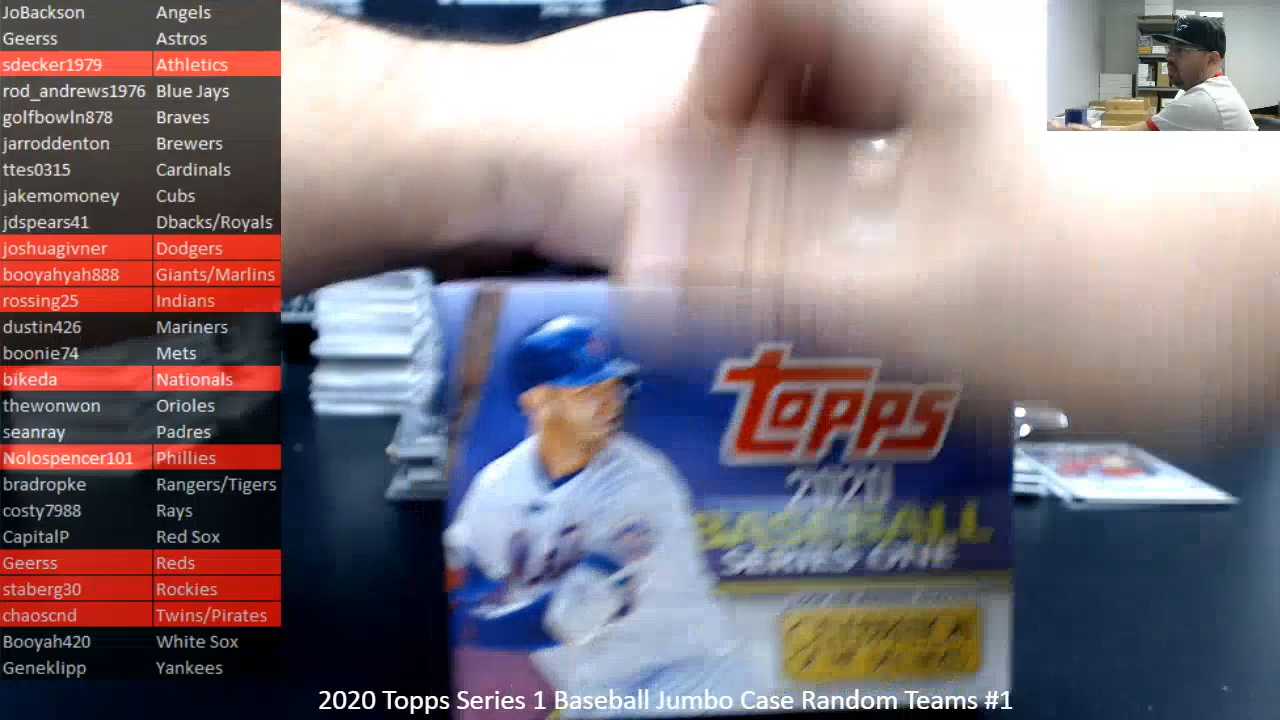 JoBackson Angels
Geerss Astros
sdecker1979 Athletics
rod_andrews1976 Blue Jays
golfbowln878 Braves
jarroddenton Brewers
ttes0315 Cardinals
jakemomoney Cubs
jdspears41 Dbacks/Royals
joshuagivner Dodgers
booyahyah888 Giants/Marlins
rossing25 Indians
dustin426 Mariners
boonie74 Mets
bikeda Nationals
thewonwon Orioles
seanray Padres
Nolospencer101 Phillies
bradropke Rangers/Tigers
costy7988 Rays
CapitalP Red Sox
Geerss Reds
staberg30 Rockies
chaoscnd Twins/Pirates
Booyah420 White Sox
Geneklipp Yankees
topps
2020
BASEBALL
SERIES ONE
2020 Topps Series 1 Baseball Jumbo Case Random Teams #1